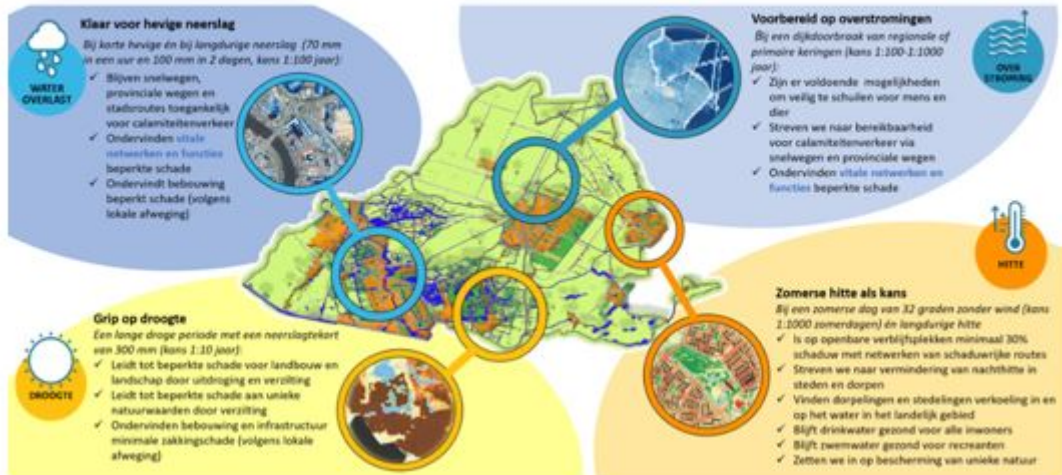 Klaar voor hevige neerslag
Bij korte hevige én bij langdurige neerslag (70 mm
in een uur en 100 mm in 2 dagen, kans 1:100 jaar):
✓ Blijven snelwegen,
provinciale wegen en
stadsroutes toegankelijk
voor calamiteitenverkeer
✓ Ondervinden vitale
netwerken en functies
beperkte schade
✓ Ondervindt bebouwing
beperkt schade (volgens
lokale afweging)
WATER
OVERLAST
Voorbereid op overstromingen
Bij een dijkdoorbraak van regionale of
primaire keringen (kans 1:100-1:1000
jaar):
✓ Zijn er voldoende mogelijkheden
om veilig te schuilen voor mens en
dier
✓ Streven we naar bereikbaarheid
voor calamiteitenverkeer via
snelwegen en provinciale wegen
✓ Ondervinden vitale netwerken en
functies beperkte schade
OVER
STROMING
Grip op droogte
Een lange droge periode met een neerslagtekort
van 300 mm (kans 1:10 jaar):
✓ Leidt tot beperkte schade voor landbouw en
landschap door uitdroging en verzilting
✓ Leidt tot beperkte schade aan unieke
natuurwaarden door verzilting
✓ Ondervinden bebouwing en infrastructuur
minimale zakkingschade (volgens lokale
afweging)
DROOGTE
HITTE
Zomerse hitte als kans
Bij een zomerse dag van 32 graden zonder wind (kans
1:1000 zomerdagen) én langdurige hitte
✓ Is op openbare verblijfsplekken minimaal 30%
schaduw met netwerken van schaduwrijke routes
✓ Streven we naar vermindering van nachthitte in
steden en dorpen
✓ Vinden dorpelingen en stedelingen verkoeling in en
op het water in het landelijk gebied
✓ Blijft drinkwater gezond voor alle inwoners
✓ Blijft zwemwater gezond voor recreanten
✓ Zetten we in op bescherming van unieke natuur